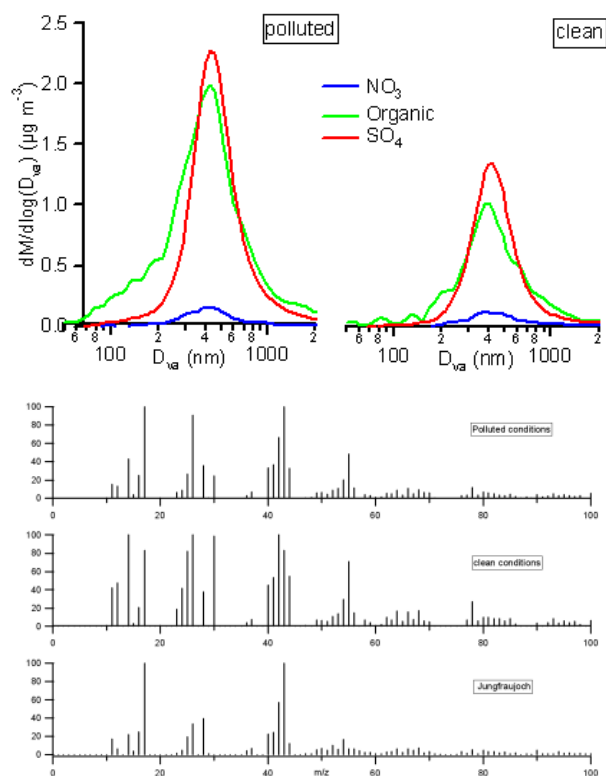 polluted
clean
NO3
Organic
SO4
dM/dlog(Dva) (µg m-3)
2.5
2.0
1.5
1.0
0.5
0.0
6 8 100 2 4 6 8 1000 2
Dva (nm)
6 8 100 2 4 6 8 1000 2
Dva (nm)
Polluted conditions
100
80
60
40
20
0
0 20 40 60 80 100
clean conditions
100
80
60
40
20
0
0 20 40 60 80 100
Jungfraujoch
100
80
60
40
20
0
0 20 40 m/z 60 80 100